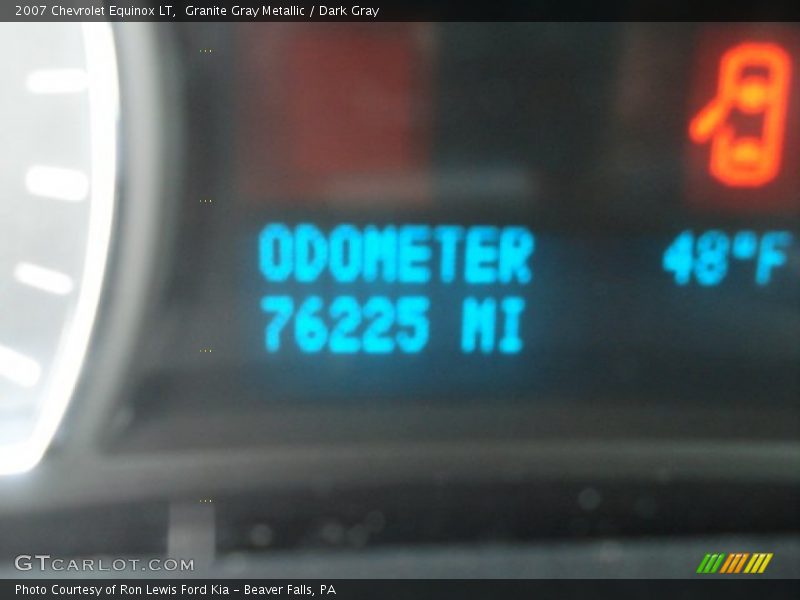 2007 Chevrolet Equinox LT,  Granite Gray Metallic / Dark Gray
ODOMETER 48°F
76225 MI
GTCARLOT.COM
Photo Courtesy of Ron Lewis Ford Kia – Beaver Falls, PA